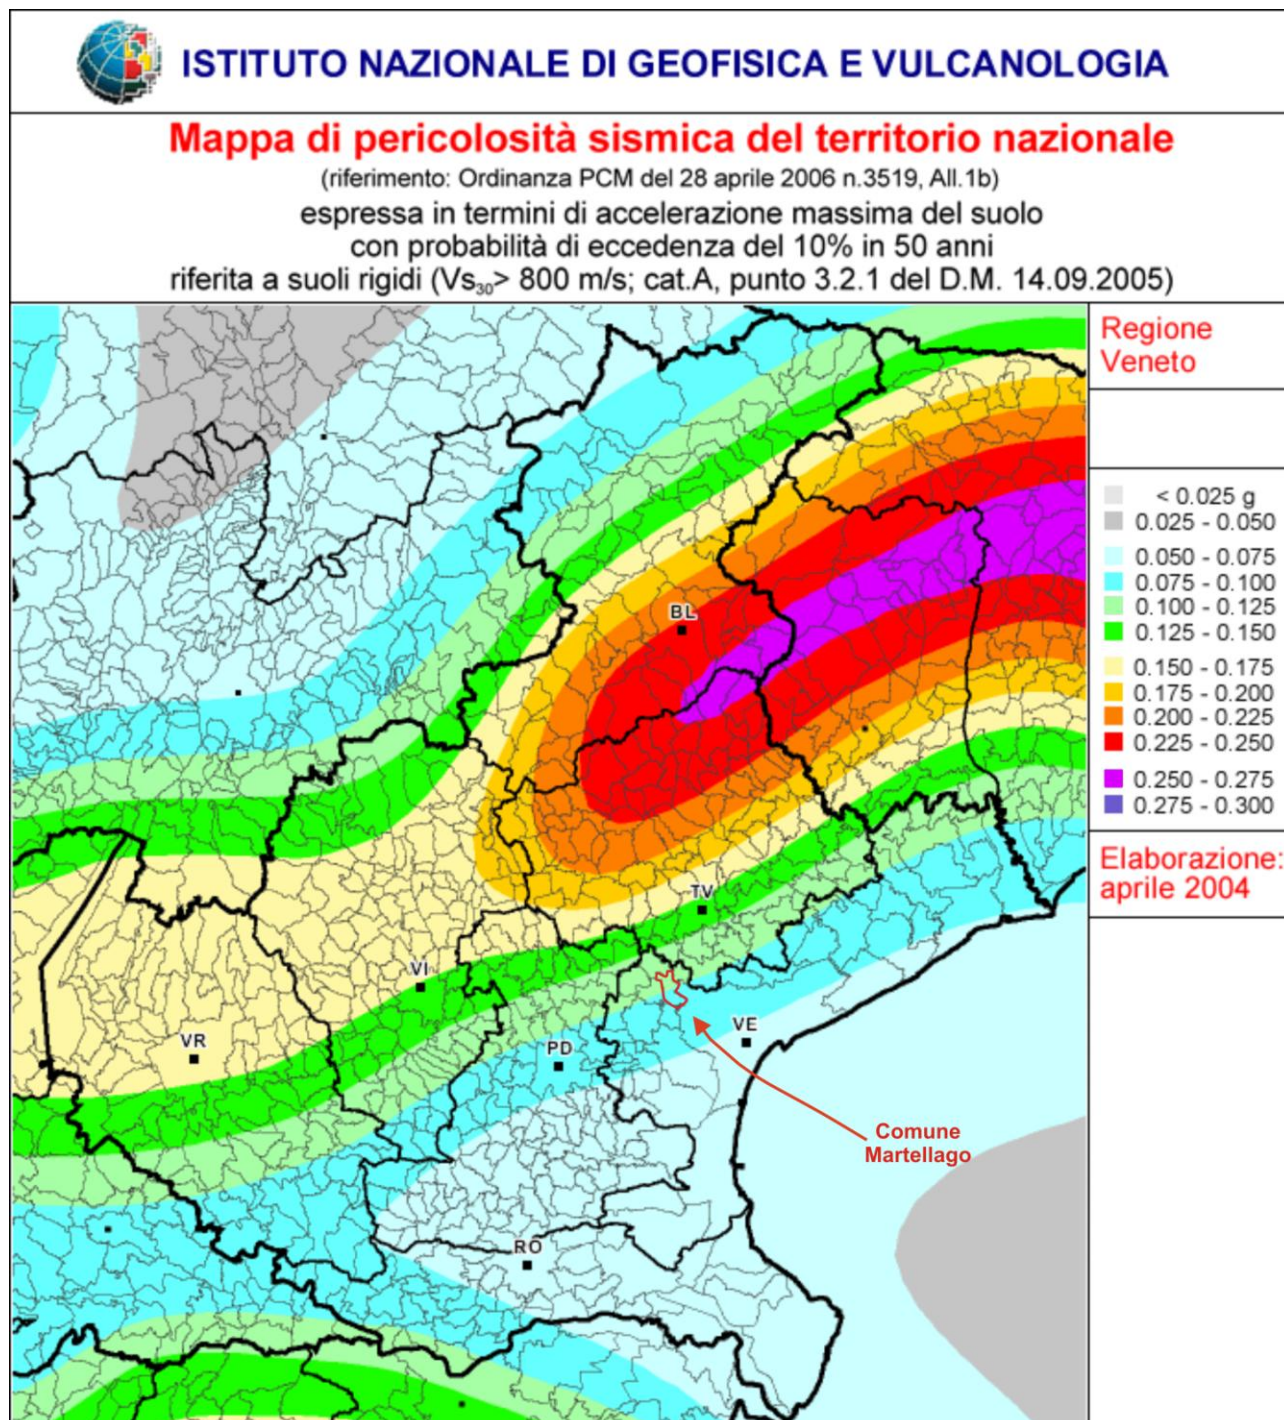 ISTITUTO NAZIONALE DI GEOFISICA E VULCANOLOGIA
Mappa di pericolosità sismica del territorio nazionale
(riferimento: Ordinanza PCM del 28 aprile 2006 n.3519, All.1b)
espressa in termini di accelerazione massima del suolo
con probabilità di eccedenza del 10% in 50 anni
riferita a suoli rigidi (Vs₃₀> 800 m/s; cat.A, punto 3.2.1 del D.M. 14.09.2005)
Regione
Veneto
< 0.025 g
0.025 - 0.050
0.050 - 0.075
0.075 - 0.100
0.100 - 0.125
0.125 - 0.150
0.150 - 0.175
0.175 - 0.200
0.200 - 0.225
0.225 - 0.250
0.250 - 0.275
0.275 - 0.300
Elaborazione:
aprile 2004
BL
TV
VI
VR
PD
VE
Comune
Martellago
RO